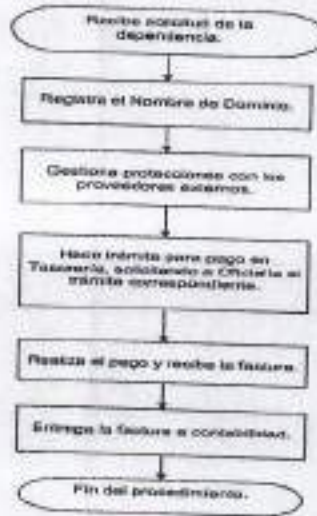 Recibe solicitud de la
dependencia.
Registra el Nombre de Dominio.
Gestiona protecciones con los
proveedores externos.
Hace trámite para pago en
Tesorería, solicitando a Oficialía el
trámite correspondiente.
Realiza el pago y recibe la factura.
Entrega la factura a contabilidad.
Fin del procedimiento.